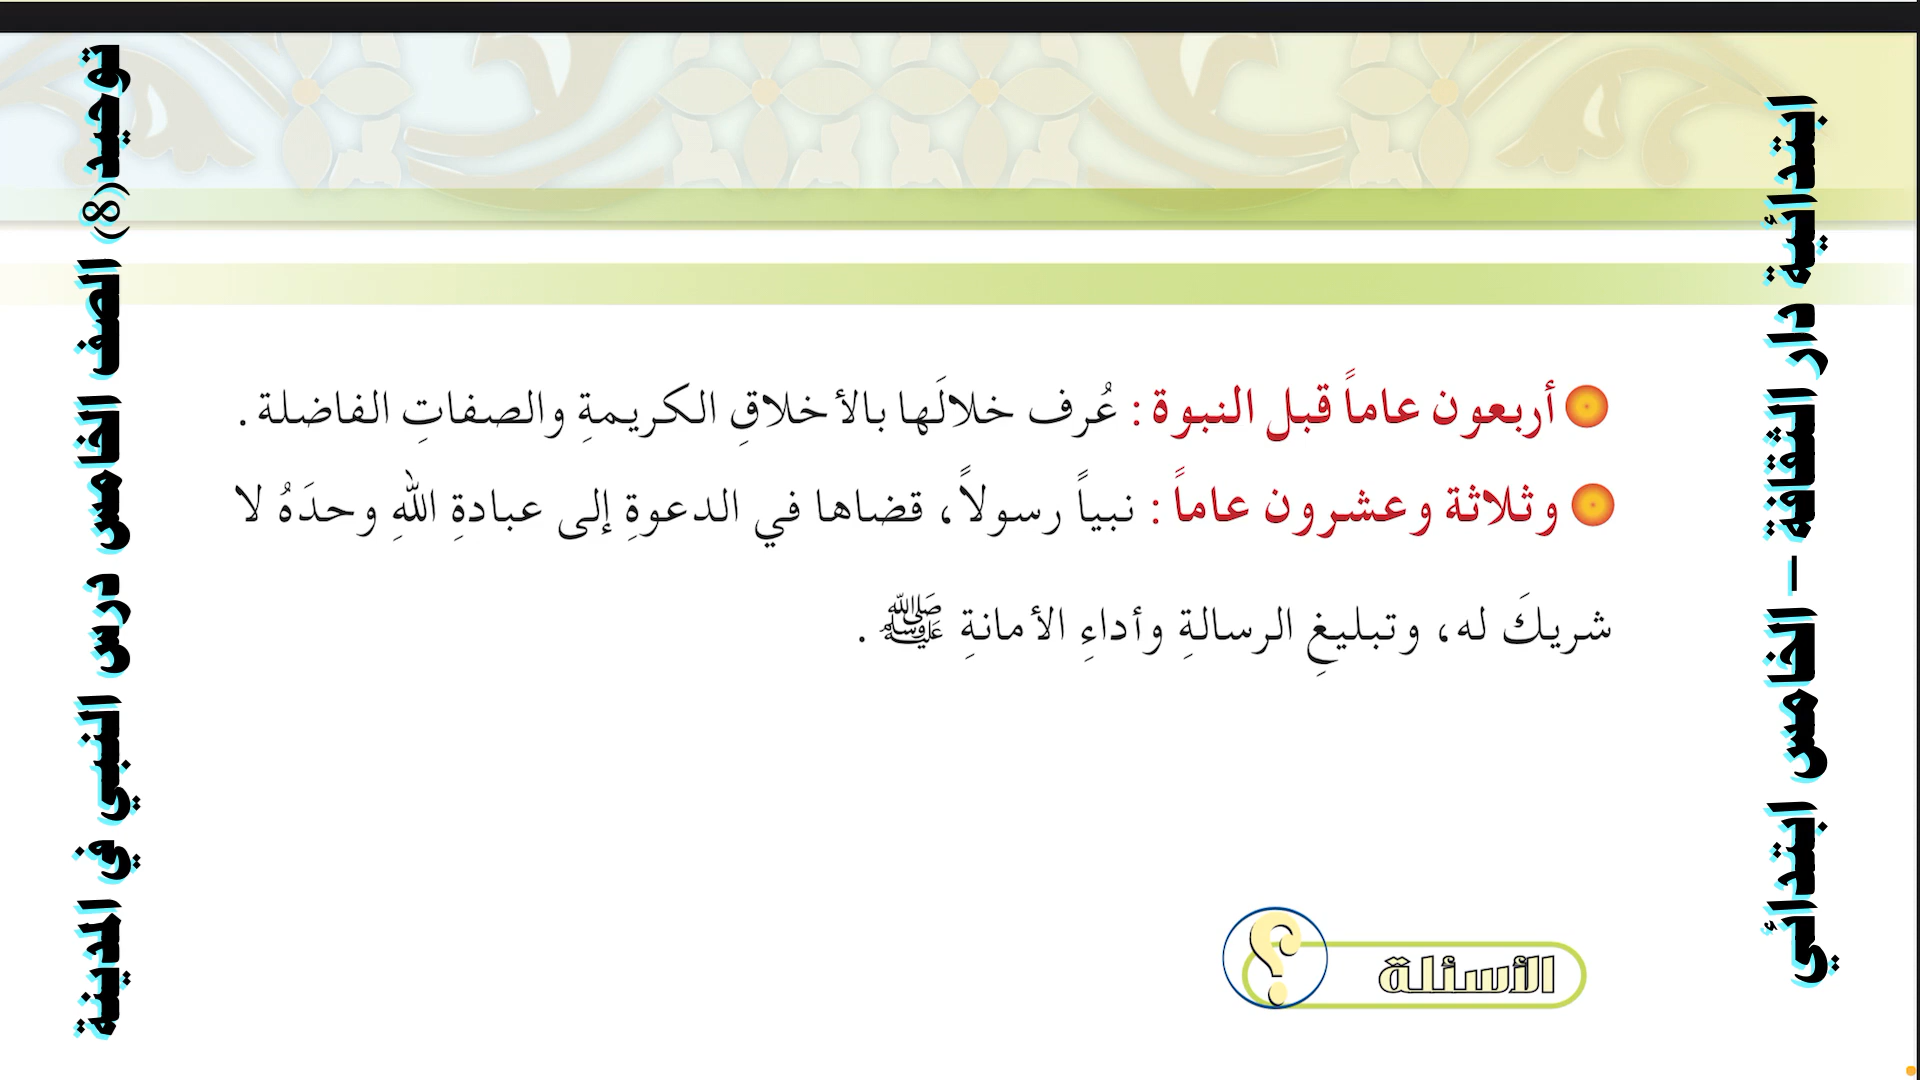 ابتدائية دار الثقافة – الخامس ابتدائي
أربعون عاماً قبل النبوة : عُرف خلالَها بالأخلاقِ الكريمةِ والصفاتِ الفاضلة .
وثلاثة وعشرون عاماً : نبياً رسولاً، قضاها في الدعوةِ إلى عبادةِ اللهِ وحدَهُ لا
شريكَ له، وتبليغِ الرسالةِ وأداءِ الأمانةِ ﷺ .
الأسئلة ؟
توحيد(8) الصف الخامس درس النبي في المدينة